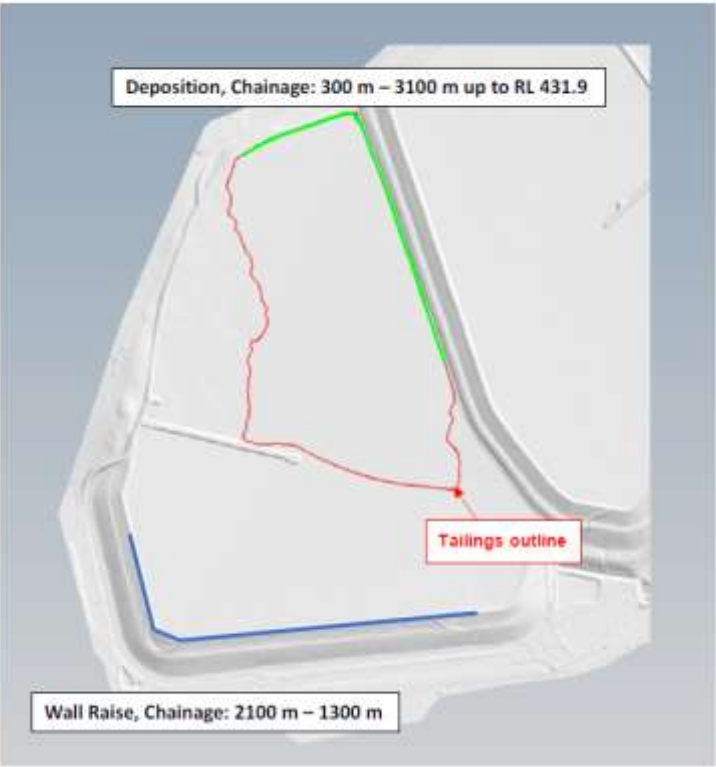 Deposition, Chainage: 300 m – 3100 m up to RL 431.9
Tailings outline
Wall Raise, Chainage: 2100 m – 1300 m